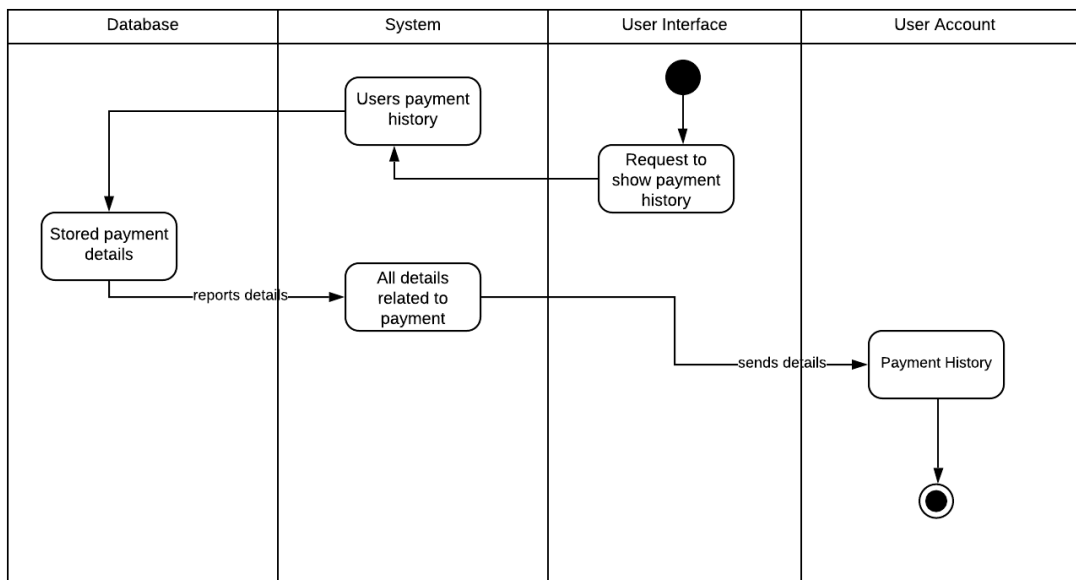 Database
System
User Interface
User Account
Users payment
history
Request to
show payment
history
Stored payment
details
reports details
All details
related to
payment
sends details
Payment History